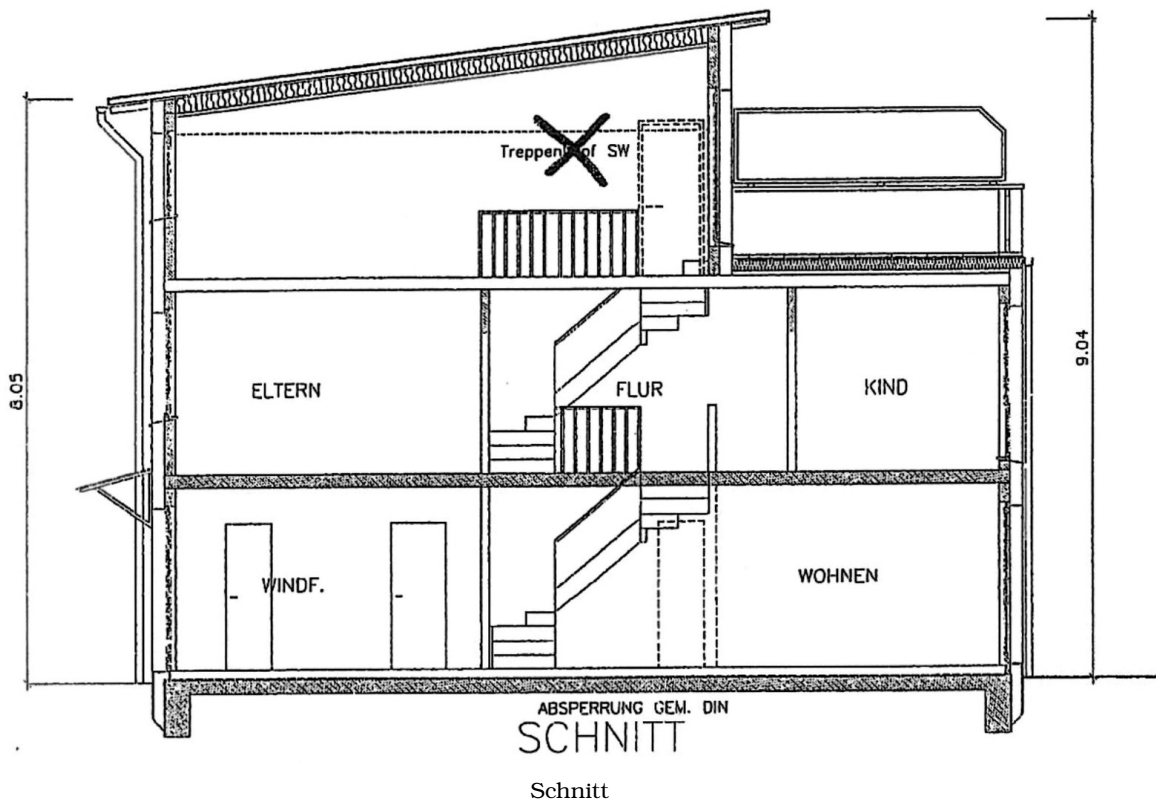 Treppen of SW
8.05
9.04
ELTERN
FLUR
KIND
WINDF.
WOHNEN
ABSPERRUNG GEM. DIN
SCHNITT
Schnitt